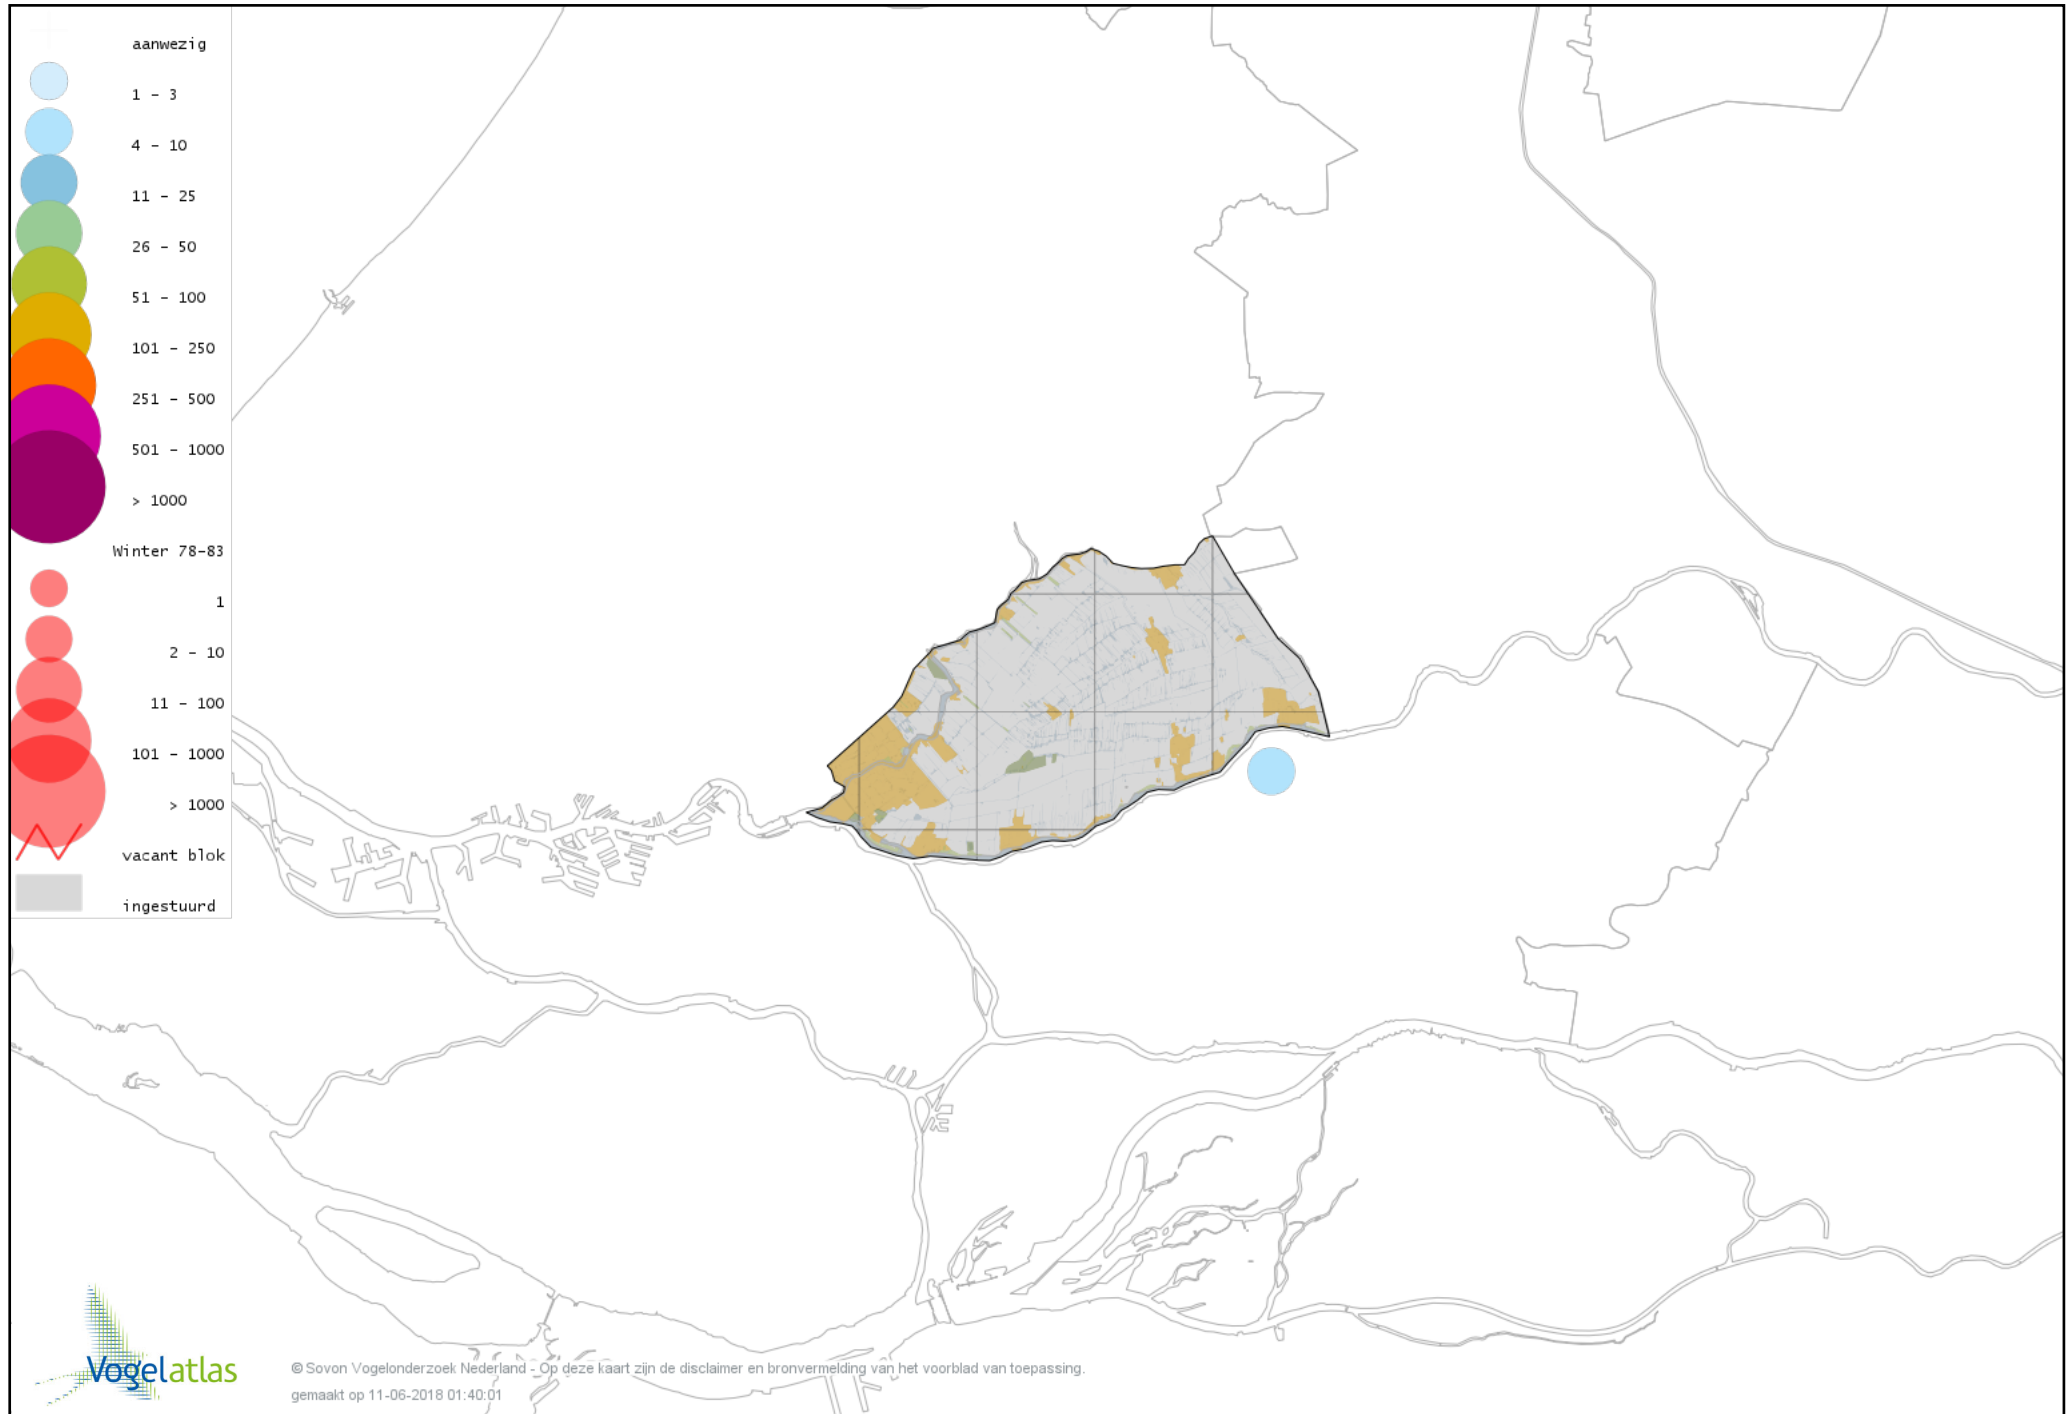 aanwezig
1 - 3
4 - 10
11 - 25
26 - 50
51 - 100
101 - 250
251 - 500
501 - 1000
> 1000
Winter 78-83
1
2 - 10
11 - 100
101 - 1000
> 1000
vacant blok
ingestuurd
Vogelatlas
© Sovon Vogelonderzoek Nederland - Op deze kaart zijn de disclaimer en bronvermelding van het voorblad van toepassing.
gemaakt op 11-06-2018 01:40:01